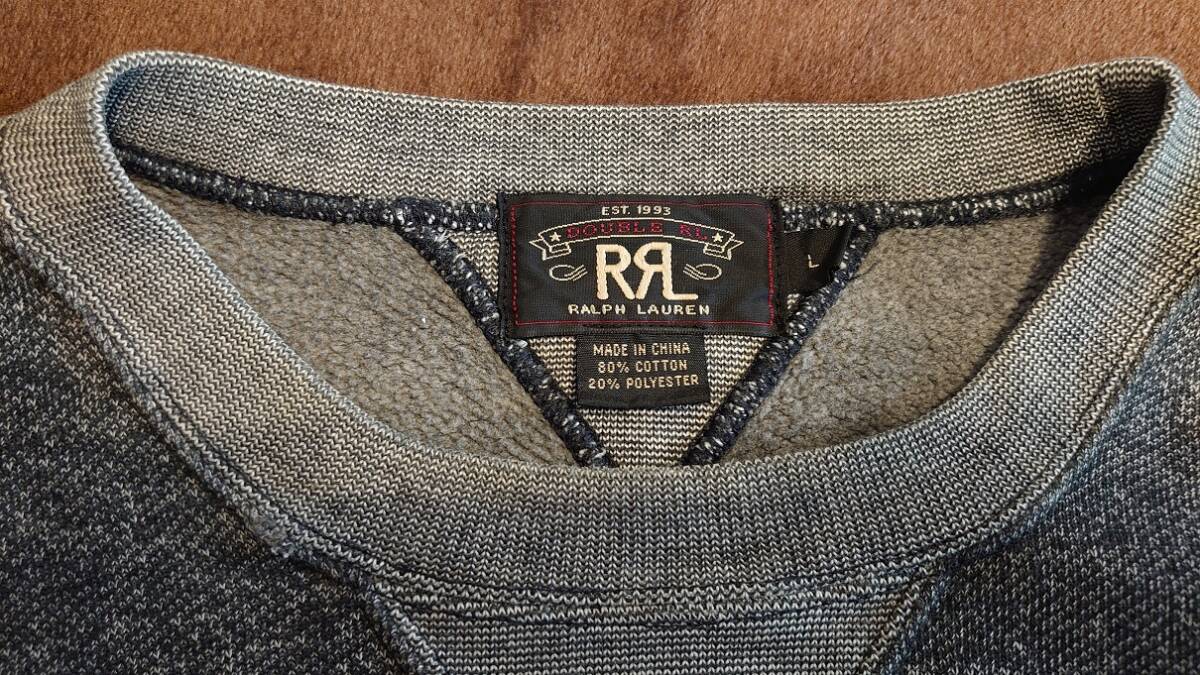 EST. 1993
DOUBLE RL
RRL
RALPH LAUREN
L
MADE IN CHINA
80% COTTON
20% POLYESTER